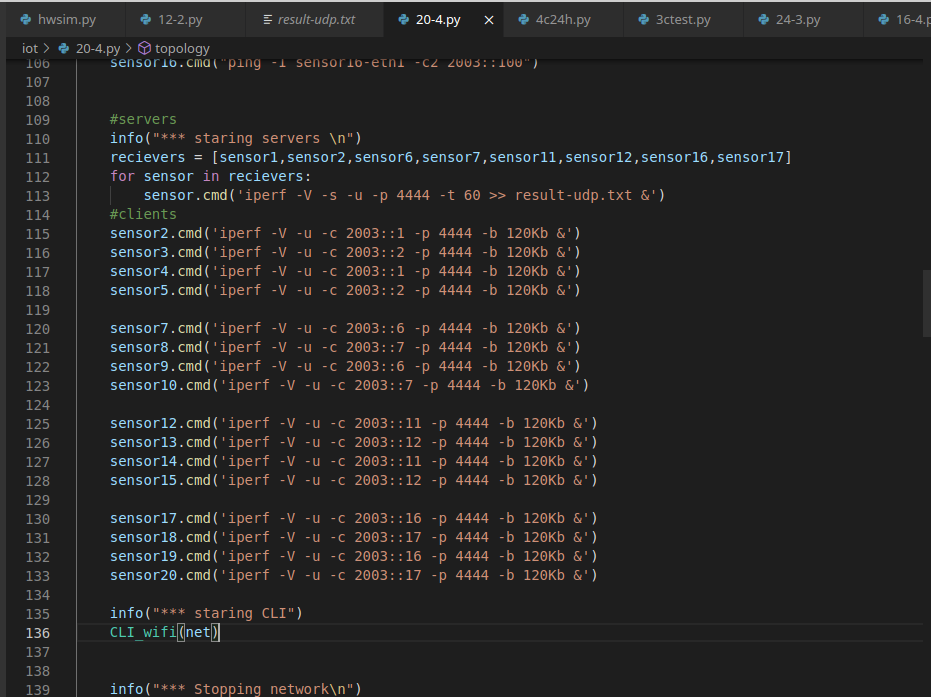 hwsim.py 12-2.py result-udp.txt 20-4.py × 4c24h.py 3ctest.py 24-3.py 16-4.p
iot > 20-4.py > topology
106 sensor16.cmd("ping -I sensor16-eth1 -c2 2003::100")
107
108
109 #servers
110 info("*** staring servers \n")
111 recievers = [sensor1,sensor2,sensor6,sensor7,sensor11,sensor12,sensor16,sensor17]
112 for sensor in recievers:
113 sensor.cmd('iperf -V -s -u -p 4444 -t 60 >> result-udp.txt &')
114 #clients
115 sensor2.cmd('iperf -V -u -c 2003::1 -p 4444 -b 120Kb &')
116 sensor3.cmd('iperf -V -u -c 2003::2 -p 4444 -b 120Kb &')
117 sensor4.cmd('iperf -V -u -c 2003::1 -p 4444 -b 120Kb &')
118 sensor5.cmd('iperf -V -u -c 2003::2 -p 4444 -b 120Kb &')
119
120 sensor7.cmd('iperf -V -u -c 2003::6 -p 4444 -b 120Kb &')
121 sensor8.cmd('iperf -V -u -c 2003::7 -p 4444 -b 120Kb &')
122 sensor9.cmd('iperf -V -u -c 2003::6 -p 4444 -b 120Kb &')
123 sensor10.cmd('iperf -V -u -c 2003::7 -p 4444 -b 120Kb &')
124
125 sensor12.cmd('iperf -V -u -c 2003::11 -p 4444 -b 120Kb &')
126 sensor13.cmd('iperf -V -u -c 2003::12 -p 4444 -b 120Kb &')
127 sensor14.cmd('iperf -V -u -c 2003::11 -p 4444 -b 120Kb &')
128 sensor15.cmd('iperf -V -u -c 2003::12 -p 4444 -b 120Kb &')
129
130 sensor17.cmd('iperf -V -u -c 2003::16 -p 4444 -b 120Kb &')
131 sensor18.cmd('iperf -V -u -c 2003::17 -p 4444 -b 120Kb &')
132 sensor19.cmd('iperf -V -u -c 2003::16 -p 4444 -b 120Kb &')
133 sensor20.cmd('iperf -V -u -c 2003::17 -p 4444 -b 120Kb &')
134
135 info("*** staring CLI")
136 CLI_wifi(net)
137
138
139 info("*** Stopping network\n")